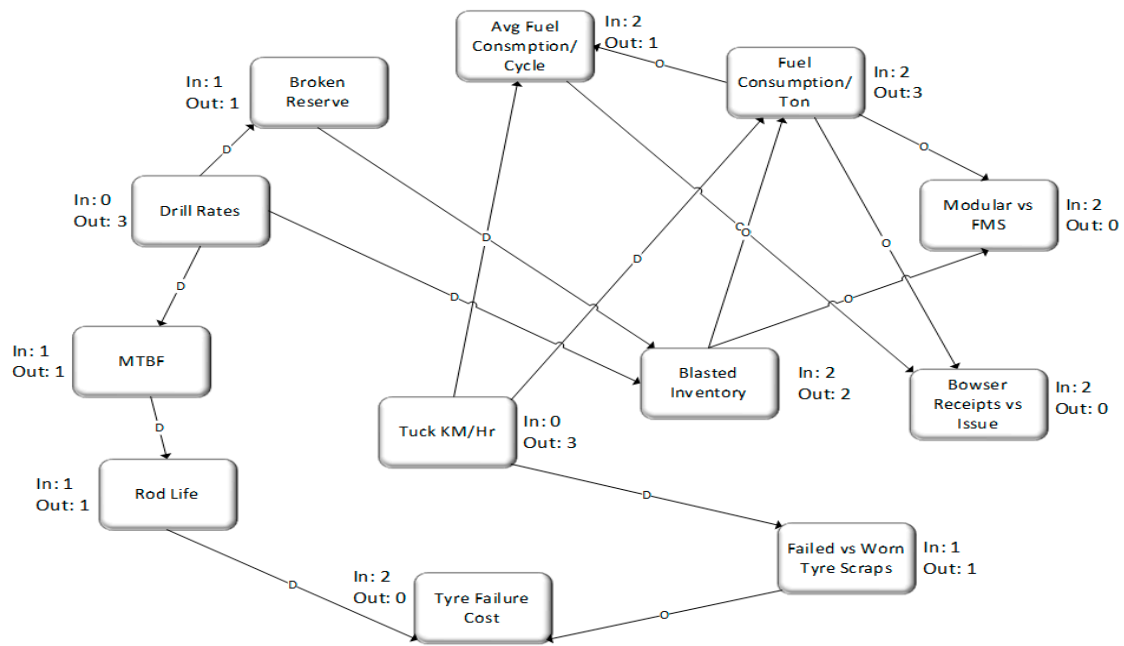 Avg Fuel
Consmption/
Cycle
In: 2
Out: 1
Fuel
Consumption/
Ton
In: 2
Out:3
Broken
Reserve
In: 1
Out: 1
O
D
O
Drill Rates
In: 0
Out: 3
Modular vs
FMS
In: 2
Out: 0
D
O
O
O
D
D
D
O
D
MTBF
In: 1
Out: 1
Blasted
Inventory
In: 2
Out: 2
Bowser
Receipts vs
Issue
In: 2
Out: 0
Tuck KM/Hr
In: 0
Out: 3
D
Rod Life
In: 1
Out: 1
D
Failed vs Worn
Tyre Scraps
In: 1
Out: 1
D
In: 2
Out: 0
Tyre Failure
Cost
O